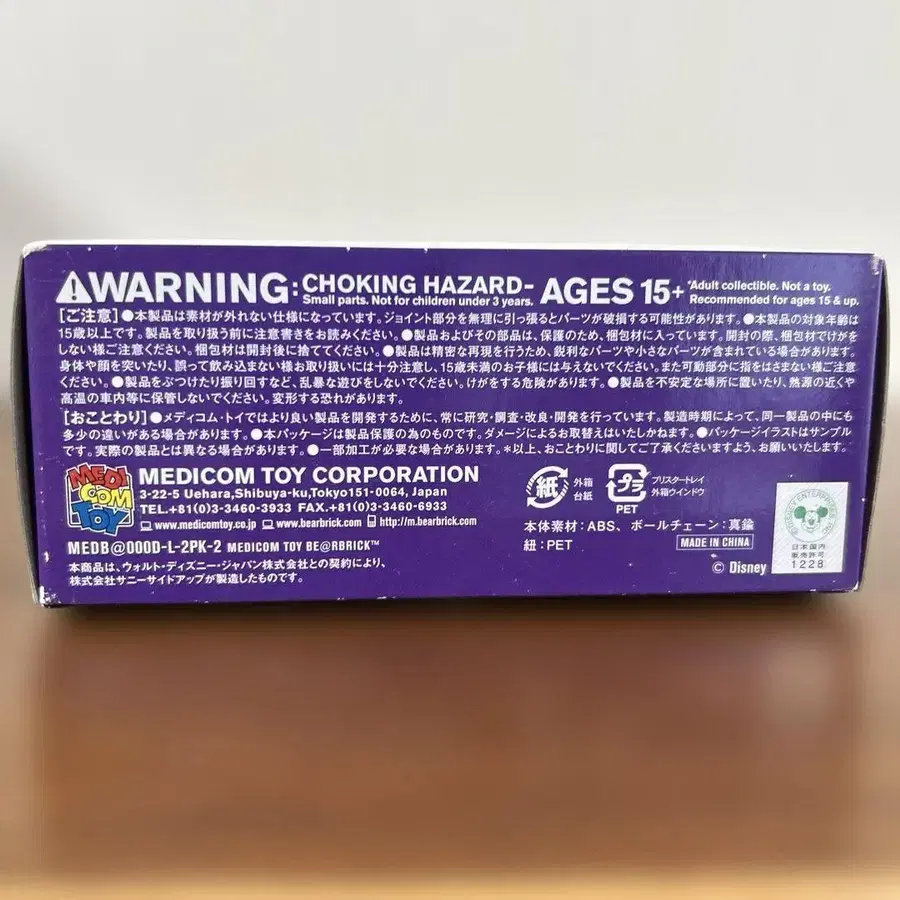 WARNING: CHOKING HAZARD- AGES 15+ *Adult collectible. Not a toy.
Small parts. Not for children under 3 years. Recommended for ages 15 & up.
[ご注意]●本製品は素材が外れない仕様になっています。ジョイント部分を無理に引っ張るとパーツが破損する可能性があります。●本製品の対象年齢は
15歳以上です。製品を取り扱う前に注意書きをお読みください。●製品およびその部品は、保護のため、梱包材に入っています。開封の際、梱包材でけがを
しない様ご注意ください。梱包材は開封後に捨ててください。●製品は精密な再現を行うため、鋭利なパーツや小さなパーツが含まれている場合があります。
身体や顔を突いたり、誤って飲み込まない様お取り扱いには十分注意し、15歳未満のお子様には与えないでください。また可動部分に指をはさまない様ご注意
ください。●製品をぶつけたり振り回すなど、乱暴な遊びをしないでください。けがをする危険があります。●製品を不安定な場所に置いたり、熱源の近くや
高温の車内等に保管しないでください。変形する恐れがあります。
[おことわり]●メディコム・トイではより良い製品を開発するために、常に研究・調査・改良・開発を行っています。製造時期によって、同一製品の中にも
多少の違いがある場合があります。●本パッケージは製品保護の為のものです。ダメージによるお取替えはいたしかねます。●パッケージイラストはサンプル
です。実際の製品とは異なる場合があります。●一部加工が必要な場合があります。＊以上、おことわりに関してご了承くださいますよう、お願いいたします。
MEDI
COM
TOY
MEDICOM TOY CORPORATION
3-22-5 Uehara,Shibuya-ku,Tokyo151-0064, Japan
TEL.+81(0)3-3460-3933 FAX.+81(0)3-3460-6933
www.medicomtoy.co.jp www.bearbrick.com http://m.bearbrick.com
MEDB@000D-L-2PK-2 MEDICOM TOY BE@RBRICK™
本商品は、ウォルト・ディズニー・ジャパン株式会社との契約により、
株式会社サニーサイドアップが製造したものです。
紙 外箱
台紙
プラ ブリスタートレイ
外箱ウインドウ
PET
本体素材：ABS、ボールチェーン：真鍮
紐：PET
MADE IN CHINA
© Disney
日本国内
販売許可
1228